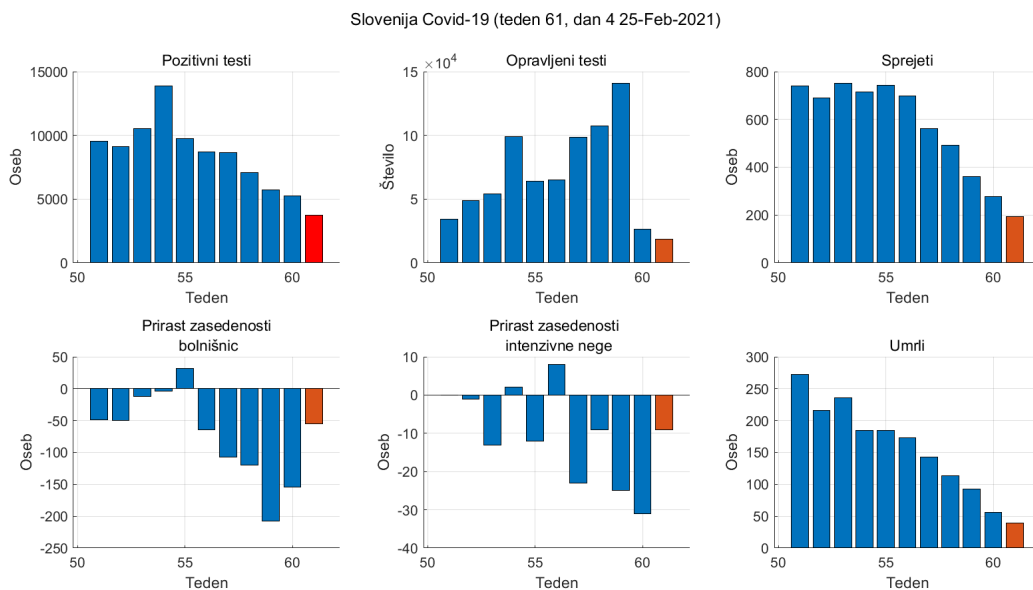 Slovenija Covid-19 (teden 61, dan 4 25-Feb-2021)
Pozitivni testi
15000
10000
5000
0
Oseb
50
55
60
Teden
Opravljeni testi
×10⁴
15
10
5
0
Število
50
55
60
Teden
Sprejeti
800
600
400
200
0
Oseb
50
55
60
Teden
Prirast zasedenosti
bolnišnic
50
0
-50
-100
-150
-200
-250
Oseb
50
55
60
Teden
Prirast zasedenosti
intenzivne nege
10
0
-10
-20
-30
-40
Oseb
50
55
60
Teden
Umrli
300
250
200
150
100
50
0
Oseb
50
55
60
Teden